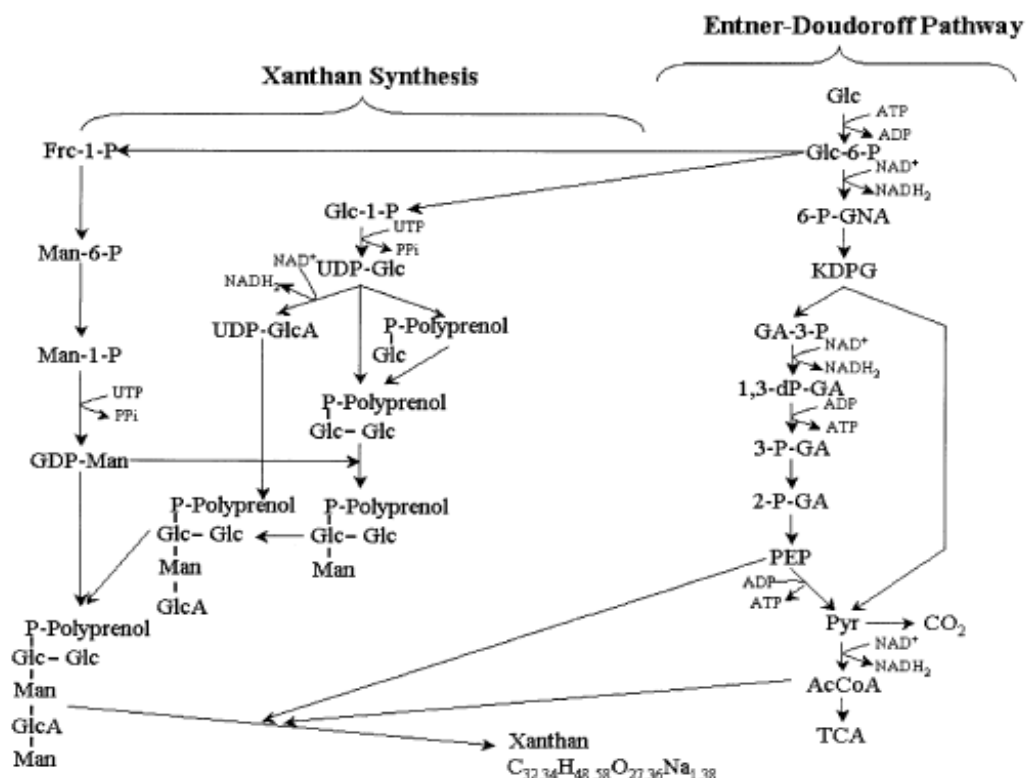 Entner-Doudoroff Pathway
Xanthan Synthesis
Glc
ATP
ADP
Frc-1-P
Glc-6-P
NAD+
NADH2
Glc-1-P
6-P-GNA
UTP
PPi
Man-6-P
NAD+
UDP-Glc
KDPG
NADH2
UDP-GlcA
P-Polyprenol
Glc
GA-3-P
NAD+
NADH2
Man-1-P
1,3-dP-GA
UTP
PPi
P-Polyprenol
Glc– Glc
ADP
ATP
3-P-GA
GDP-Man
P-Polyprenol
Glc– Glc
Man
GlcA
P-Polyprenol
Glc– Glc
Man
2-P-GA
PEP
ADP
ATP
P-Polyprenol
Glc– Glc
Man
GlcA
Man
Pyr
CO2
NAD+
NADH2
AcCoA
TCA
Xanthan
C32.34H48.58O27.36Na1.38